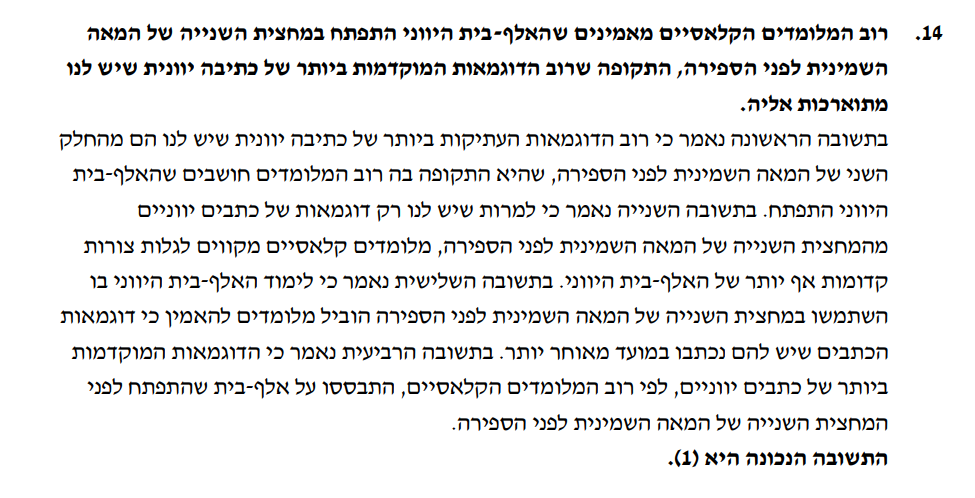 14. רוב המלומדים הקלאסיים מאמינים שהאלף-בית היווני התפתח במחצית השנייה של המאה
השמינית לפני הספירה, התקופה שרוב הדוגמאות המוקדמות ביותר של כתיבה יוונית שיש לנו
מתוארכות אליה.
בתשובה הראשונה נאמר כי רוב הדוגמאות העתיקות ביותר של כתיבה יוונית שיש לנו הם מהחלק
השני של המאה השמינית לפני הספירה, שהיא התקופה בה רוב המלומדים חושבים שהאלף-בית
היווני התפתח. בתשובה השנייה נאמר כי למרות שיש לנו רק דוגמאות של כתבים יווניים
מהמחצית השנייה של המאה השמינית לפני הספירה, מלומדים קלאסיים מקווים לגלות צורות
קדומות אף יותר של האלף-בית היווני. בתשובה השלישית נאמר כי לימוד האלף-בית היווני בו
השתמשו במחצית השנייה של המאה השמינית לפני הספירה הוביל מלומדים להאמין כי דוגמאות
הכתבים שיש להם נכתבו במועד מאוחר יותר. בתשובה הרביעית נאמר כי הדוגמאות המוקדמות
ביותר של כתבים יווניים, לפי רוב המלומדים הקלאסיים, התבססו על אלף-בית שהתפתח לפני
המחצית השנייה של המאה השמינית לפני הספירה.
התשובה הנכונה היא (1).